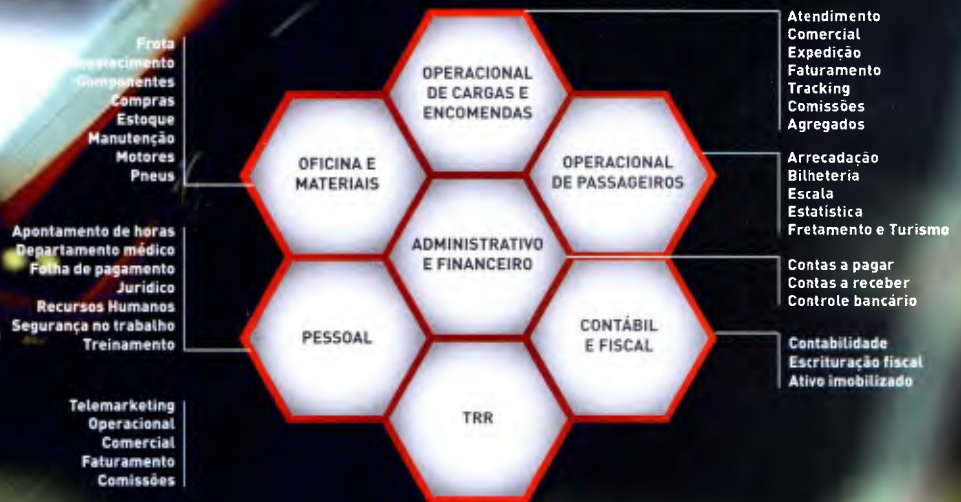 Frota
Abastecimento
Componentes
Compras
Estoque
Manutenção
Motores
Pneus
Apontamento de horas
Departamento médico
Folha de pagamento
Jurídico
Recursos Humanos
Segurança no trabalho
Treinamento
Telemarketing
Operacional
Comercial
Faturamento
Comissões
OPERACIONAL
DE CARGAS E
ENCOMENDAS
OFICINA E
MATERIAIS
OPERACIONAL
DE PASSAGEIROS
ADMINISTRATIVO
E FINANCEIRO
PESSOAL
CONTÁBIL
E FISCAL
TRR
Atendimento
Comercial
Expedição
Faturamento
Tracking
Comissões
Agregados
Arrecadação
Bilheteria
Escala
Estatística
Fretamento e Turismo
Contas a pagar
Contas a receber
Controle bancário
Contabilidade
Escrituração fiscal
Ativo imobilizado